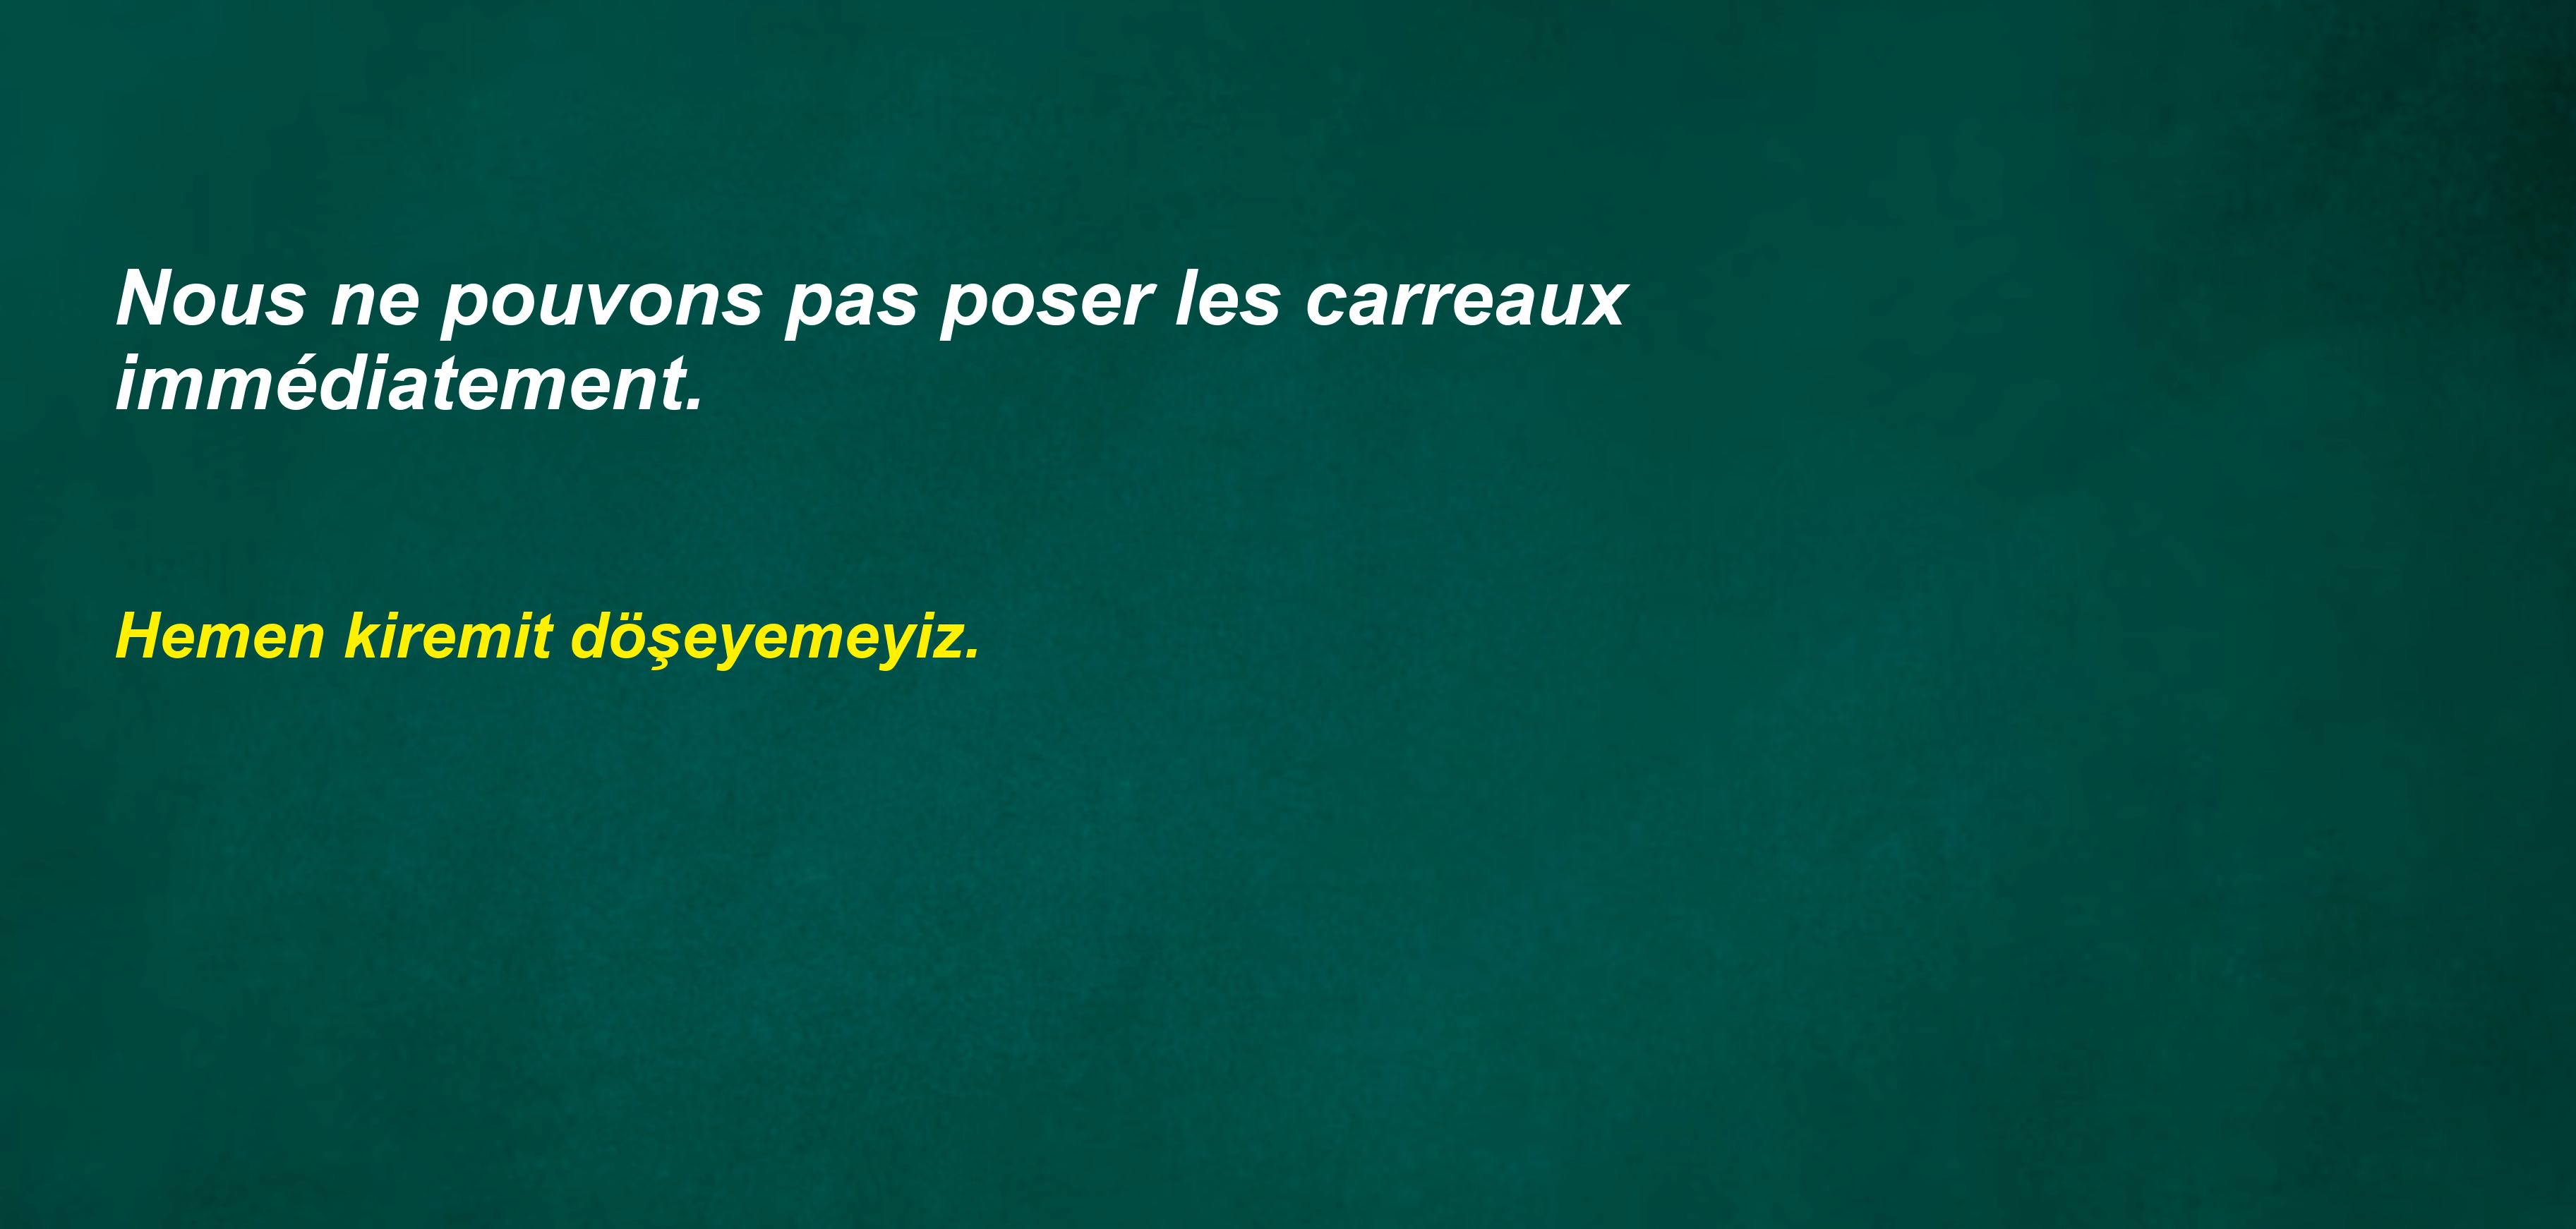 Nous ne pouvons pas poser les carreaux
immédiatement.
Hemen kiremit döşeyemeyiz.